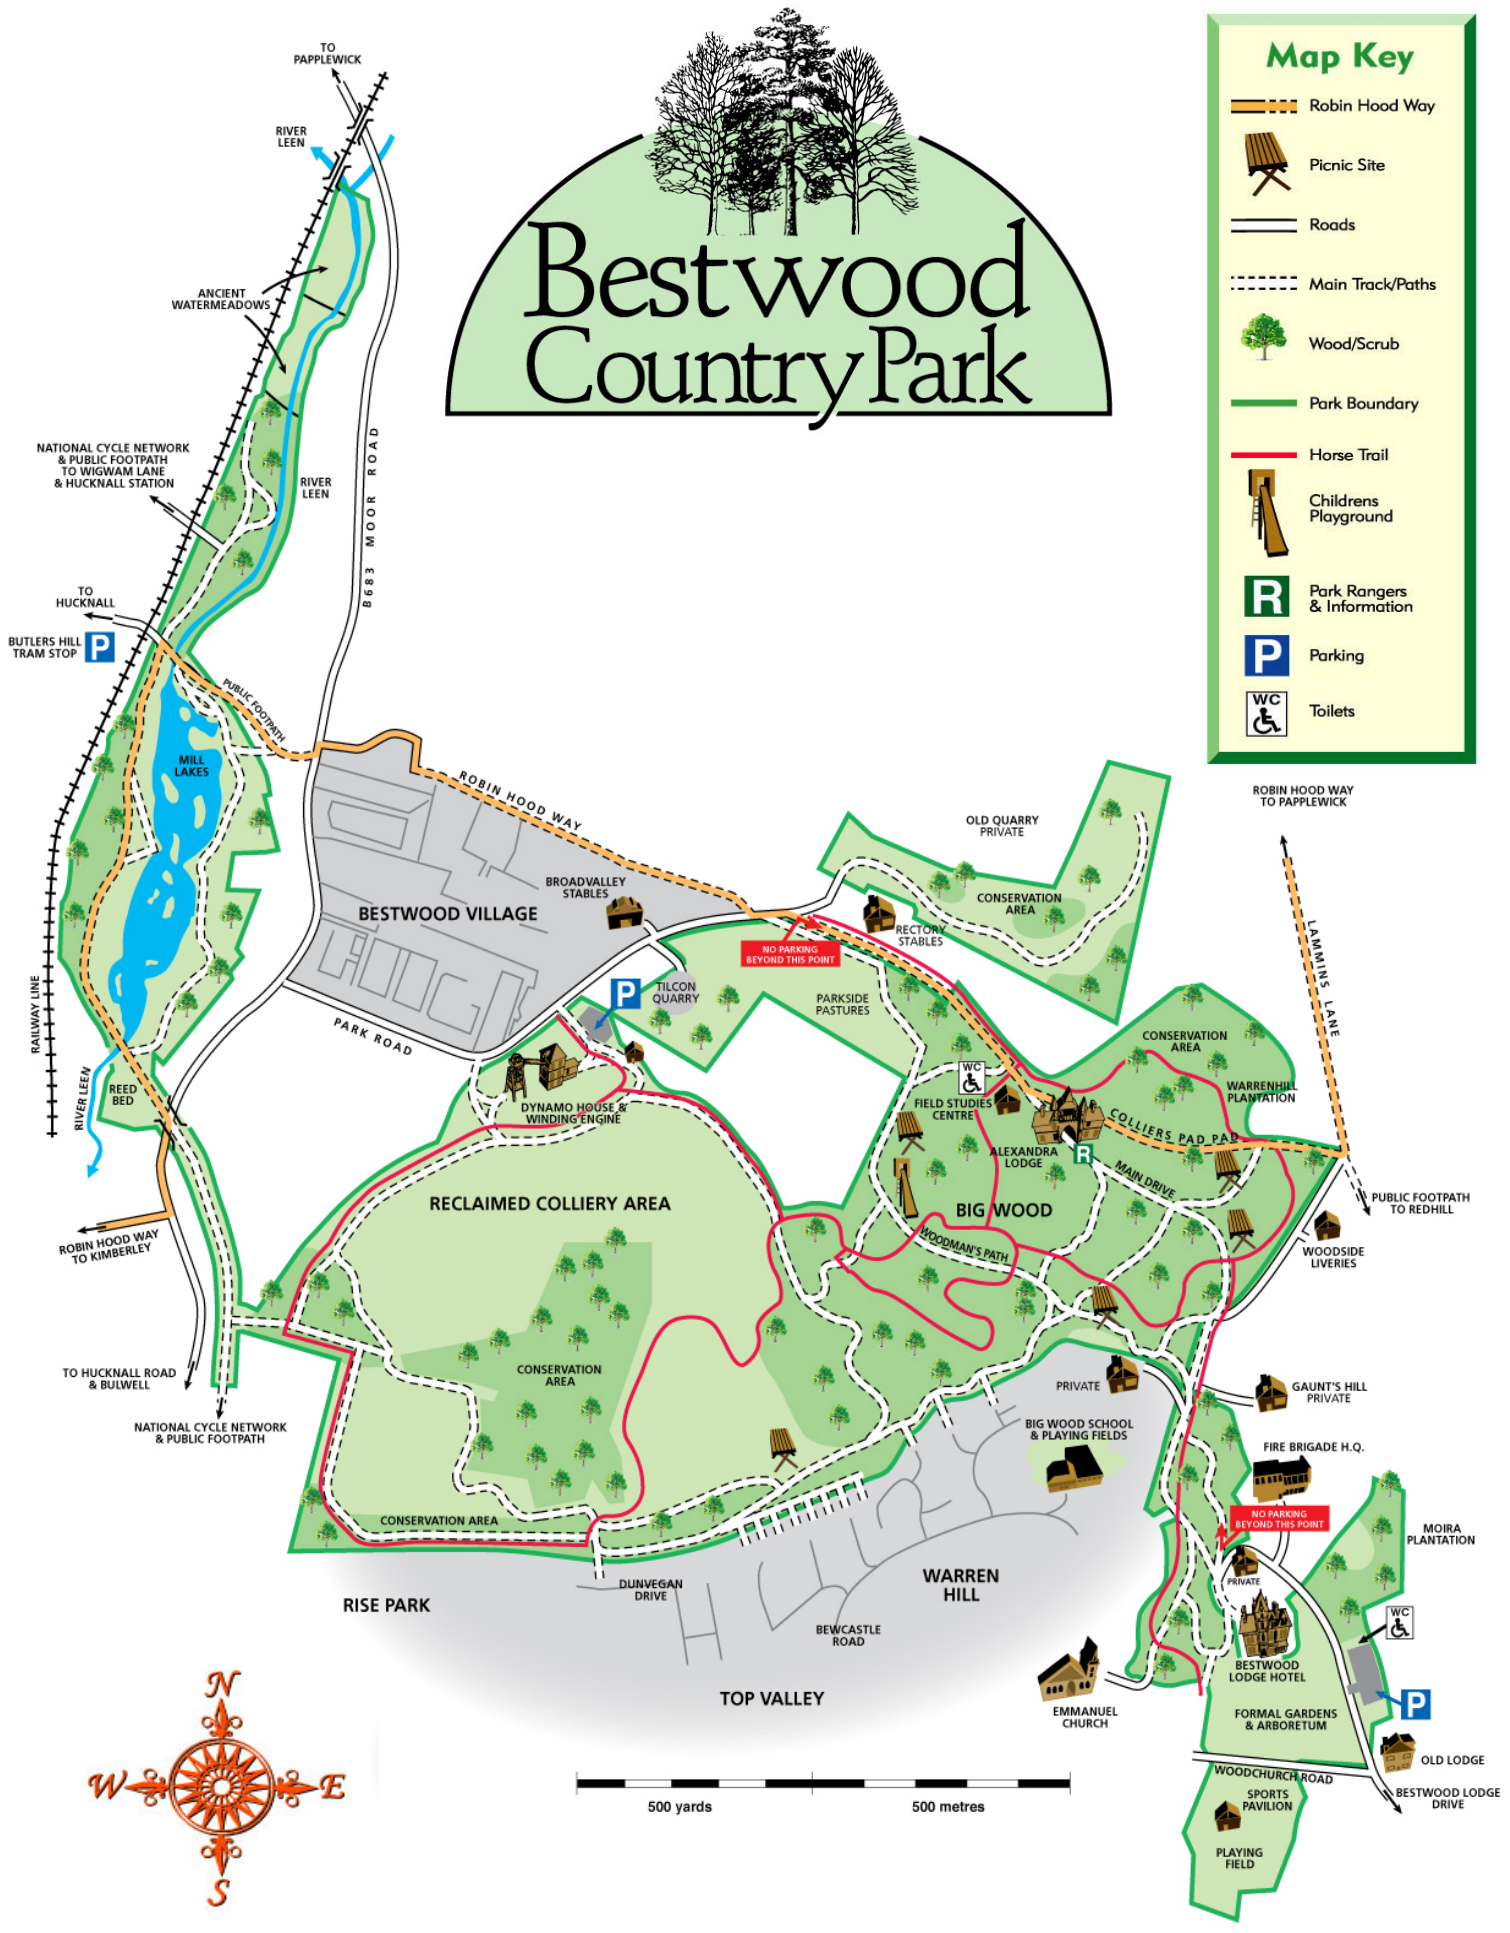 Bestwood
Country Park
Map Key
Robin Hood Way
Picnic Site
Roads
Main Track/Paths
Wood/Scrub
Park Boundary
Horse Trail
Childrens
Playground
R
Park Rangers
& Information
P
Parking
WC
Toilets
TO
PAPPLEWICK
RIVER
LEEN
ANCIENT
WATERMEADOWS
NATIONAL CYCLE NETWORK
& PUBLIC FOOTPATH
TO WIGWAM LANE
& HUCKNALL STATION
RIVER
LEEN
B683 MOOR ROAD
TO
HUCKNALL
BUTLERS HILL
TRAM STOP
P
PUBLIC FOOTPATH
MILL
LAKES
ROBIN HOOD WAY
ROBIN HOOD WAY
TO PAPPLEWICK
OLD QUARRY
PRIVATE
BROADVALLEY
STABLES
BESTWOOD VILLAGE
CONSERVATION
AREA
RECTORY
STABLES
NO PARKING
BEYOND THIS POINT
LAMMINS LANE
RAILWAY LINE
P
TILCON
QUARRY
PARKSIDE
PASTURES
PARK ROAD
CONSERVATION
AREA
WARRENHILL
PLANTATION
RIVER LEEN
REED
BED
WC
FIELD STUDIES
CENTRE
DYNAMO HOUSE &
WINDING ENGINE
COLLIERS PAD PAD
ALEXANDRA
LODGE
R
MAIN DRIVE
RECLAIMED COLLIERY AREA
BIG WOOD
PUBLIC FOOTPATH
TO REDHILL
ROBIN HOOD WAY
TO KIMBERLEY
WOODMAN'S PATH
WOODSIDE
LIVERIES
TO HUCKNALL ROAD
& BULWELL
CONSERVATION
AREA
PRIVATE
GAUNT'S HILL
PRIVATE
NATIONAL CYCLE NETWORK
& PUBLIC FOOTPATH
BIG WOOD SCHOOL
& PLAYING FIELDS
FIRE BRIGADE H.Q.
CONSERVATION AREA
NO PARKING
BEYOND THIS POINT
MOIRA
PLANTATION
RISE PARK
DUNVEGAN
DRIVE
WARREN
HILL
PRIVATE
BEWCASTLE
ROAD
WC
BESTWOOD
LODGE HOTEL
TOP VALLEY
EMMANUEL
CHURCH
FORMAL GARDENS
& ARBORETUM
P
OLD LODGE
WOODCHURCH ROAD
BESTWOOD LODGE
DRIVE
SPORTS
PAVILION
PLAYING
FIELD
N
W
E
S
500 yards
500 metres